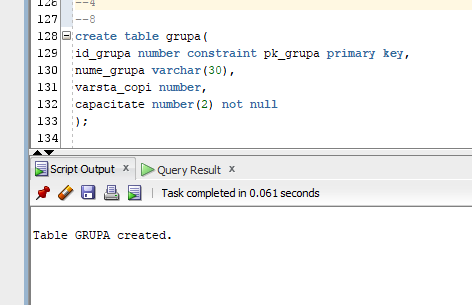 126 --4
127 --8
128 create table grupa(
129 id_grupa number constraint pk_grupa primary key,
130 nume_grupa varchar(30),
131 varsta_copi number,
132 capacitate number(2) not null
133 );
134
Script Output x Query Result x
Task completed in 0.061 seconds
Table GRUPA created.